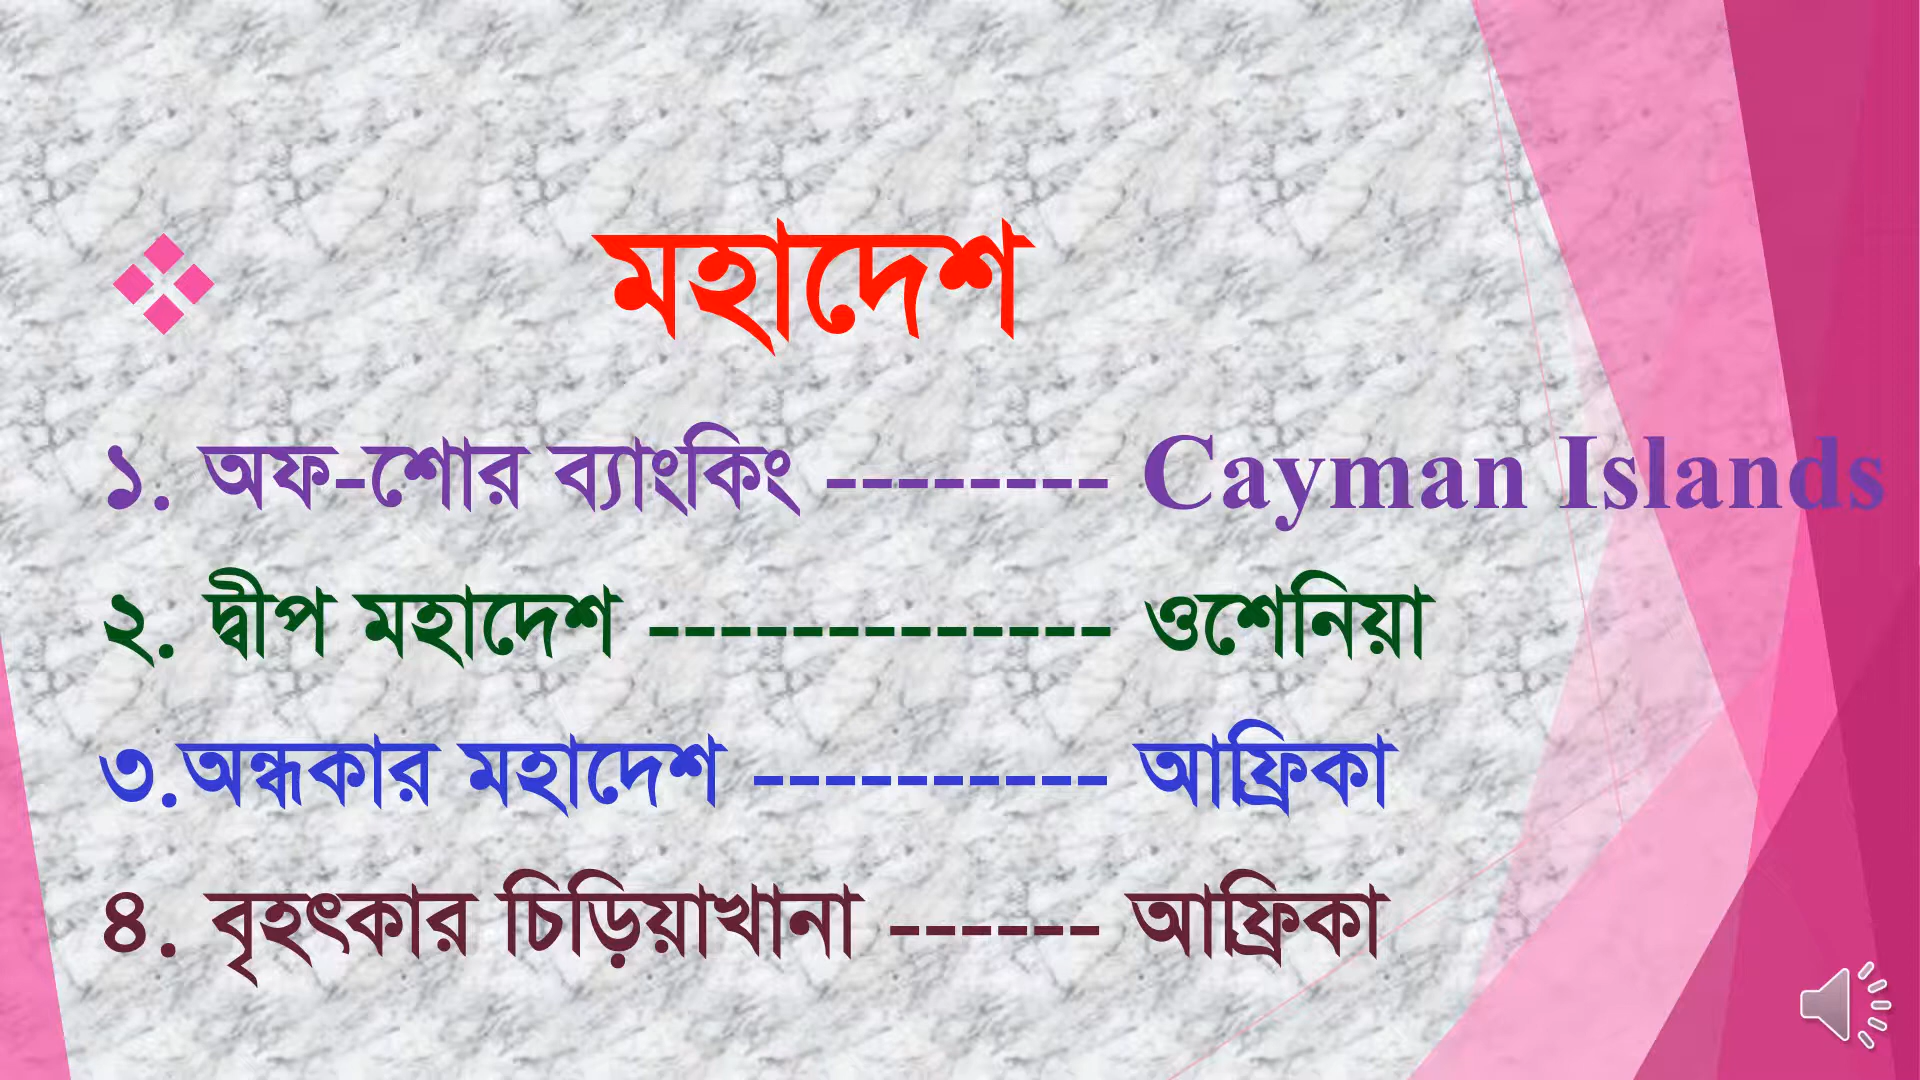 ❖ মহাদেশ
১. অফ-শোর ব্যাংকিং -------- Cayman Islands
২. দ্বীপ মহাদেশ ------------- ওশেনিয়া
৩.অন্ধকার মহাদেশ ---------- আফ্রিকা
৪. বৃহৎকার চিড়িয়াখানা ------ আফ্রিকা